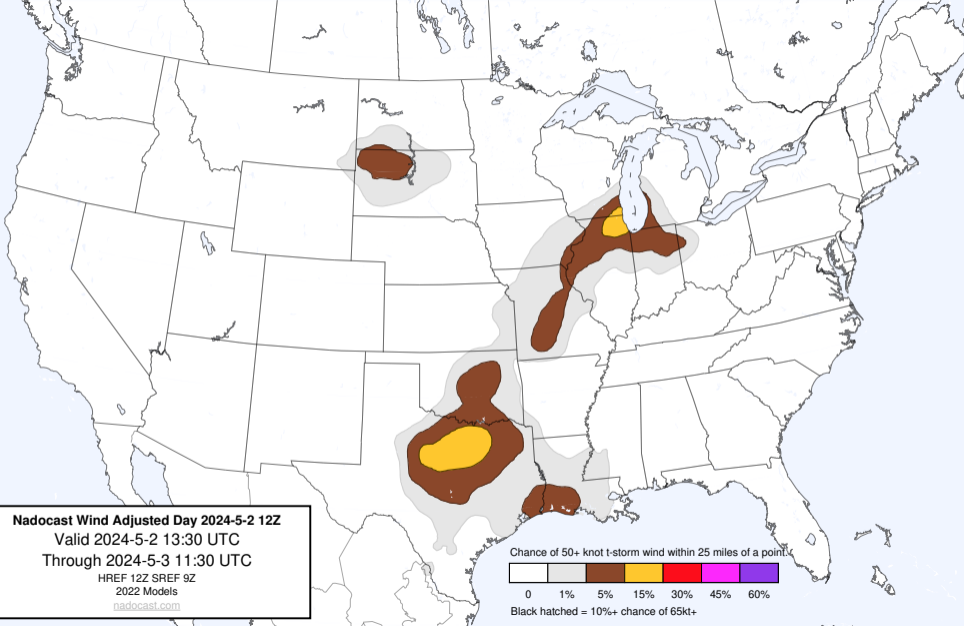 Nadocast Wind Adjusted Day 2024-5-2 12Z
Valid 2024-5-2 13:30 UTC
Through 2024-5-3 11:30 UTC
HREF 12Z SREF 9Z
2022 Models
nadocast.com
Chance of 50+ knot t-storm wind within 25 miles of a point.
0 1% 5% 15% 30% 45% 60%
Black hatched = 10%+ chance of 65kt+